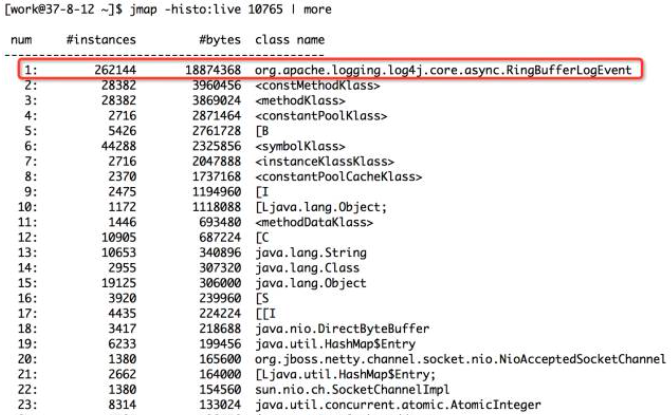 [work@37-8-12 ~]$ jmap -histo:live 10765 | more
num #instances #bytes class name
----------------------------------------------
1: 262144 18874368 org.apache.logging.log4j.core.async.RingBufferLogEvent
2: 28382 3960456 <constMethodKlass>
3: 28382 3869024 <methodKlass>
4: 2716 2871464 <constantPoolKlass>
5: 5426 2761728 [B
6: 44288 2325856 <symbolKlass>
7: 2716 2047888 <instanceKlassKlass>
8: 2370 1737168 <constantPoolCacheKlass>
9: 2475 1194960 [I
10: 1172 1118088 [Ljava.lang.Object;
11: 1446 693480 <methodDataKlass>
12: 10905 687224 [C
13: 10653 340896 java.lang.String
14: 2955 307320 java.lang.Class
15: 19125 306000 java.lang.Object
16: 3920 239960 [S
17: 4435 224224 [[I
18: 3417 218688 java.nio.DirectByteBuffer
19: 6233 199456 java.util.HashMap$Entry
20: 1380 165600 org.jboss.netty.channel.socket.nio.NioAcceptedSocketChannel
21: 2662 164000 [Ljava.util.HashMap$Entry;
22: 1380 154560 sun.nio.ch.SocketChannelImpl
23: 8314 133024 java.util.concurrent.atomic.AtomicInteger